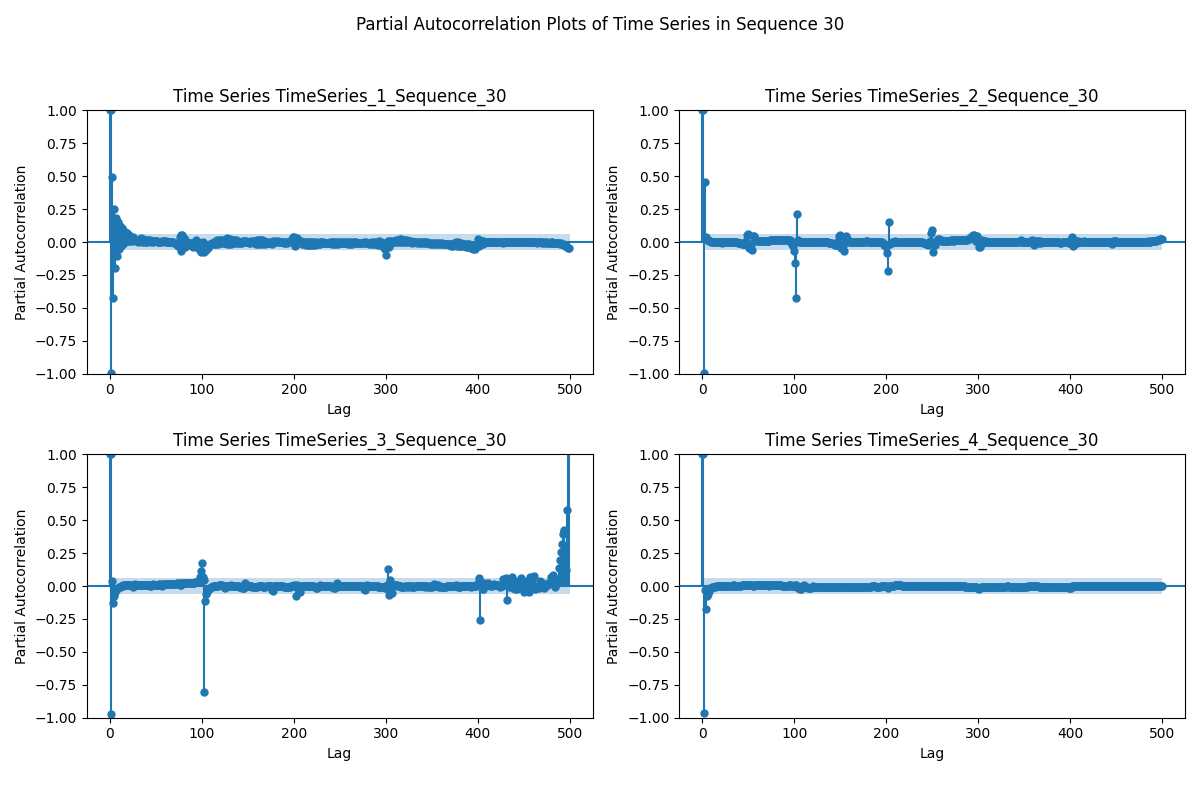 Partial Autocorrelation Plots of Time Series in Sequence 30
Time Series TimeSeries_1_Sequence_30
Partial Autocorrelation
1.00
0.75
0.50
0.25
0.00
−0.25
−0.50
−0.75
−1.00
0 100 200 300 400 500
Lag
Time Series TimeSeries_2_Sequence_30
Partial Autocorrelation
1.00
0.75
0.50
0.25
0.00
−0.25
−0.50
−0.75
−1.00
0 100 200 300 400 500
Lag
Time Series TimeSeries_3_Sequence_30
Partial Autocorrelation
1.00
0.75
0.50
0.25
0.00
−0.25
−0.50
−0.75
−1.00
0 100 200 300 400 500
Lag
Time Series TimeSeries_4_Sequence_30
Partial Autocorrelation
1.00
0.75
0.50
0.25
0.00
−0.25
−0.50
−0.75
−1.00
0 100 200 300 400 500
Lag